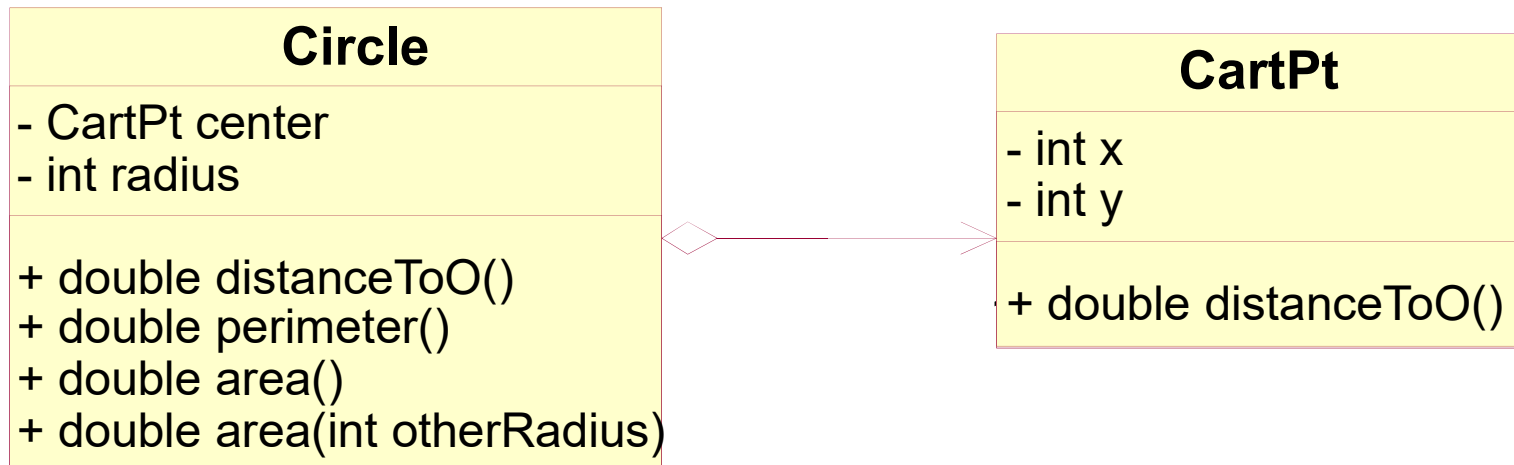 Circle
- CartPt center
- int radius
+ double distanceToO()
+ double perimeter()
+ double area()
+ double area(int otherRadius)
CartPt
- int x
- int y
+ double distanceToO()